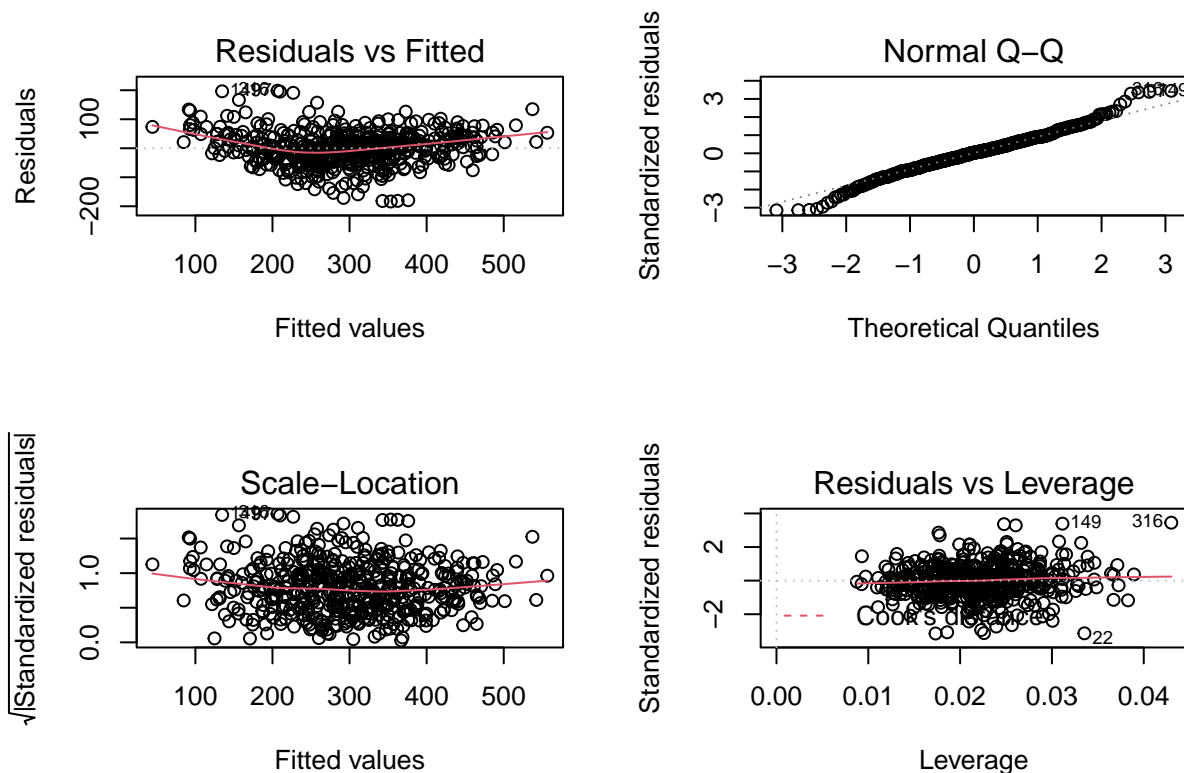 Residuals vs Fitted
Residuals
100
−200
100 200 300 400 500
Fitted values
Normal Q−Q
Standardized residuals
3
0
−3
−3 −2 −1 0 1 2 3
Theoretical Quantiles
Scale−Location
√|Standardized residuals|
1.0
0.0
100 200 300 400 500
Fitted values
Residuals vs Leverage
Standardized residuals
2
−2
149
316
Cook's distance
22
0.00 0.01 0.02 0.03 0.04
Leverage